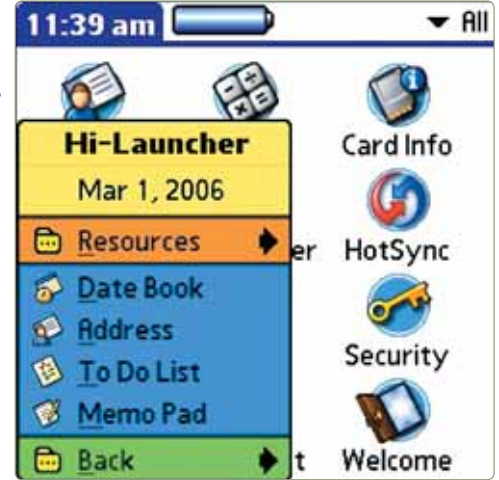 11:39 am
All
Hi-Launcher
Mar 1, 2006
Resources
Date Book
Address
To Do List
Memo Pad
Back
Card Info
er
HotSync
Security
t
Welcome